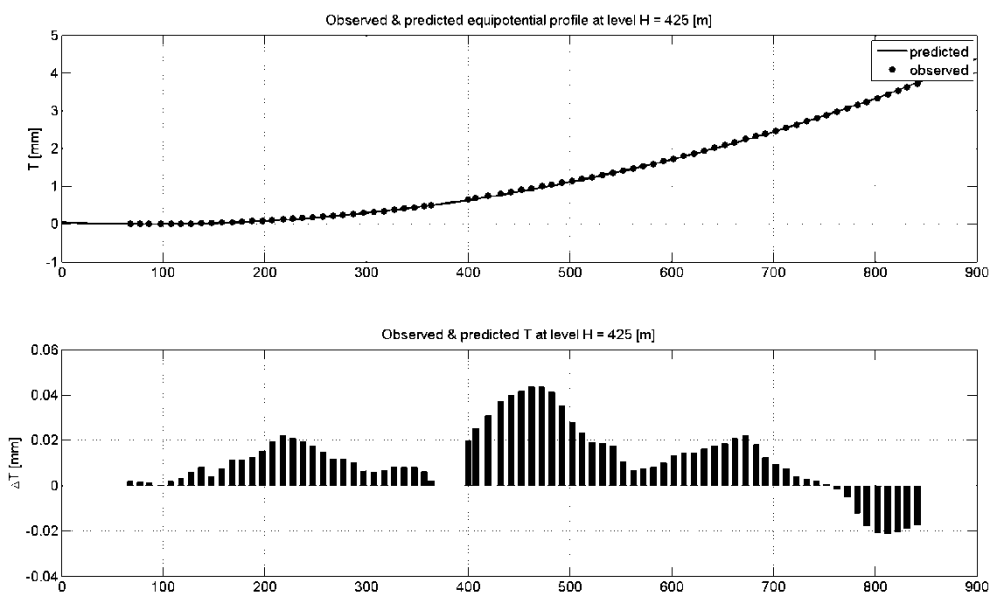 Observed & predicted equipotential profile at level H = 425 [m]
5
4
3
2
1
0
-1
T [mm]
predicted
observed
0 100 200 300 400 500 600 700 800 900
Observed & predicted T at level H = 425 [m]
0.06
0.04
0.02
0
-0.02
-0.04
ΔT [mm]
0 100 200 300 400 500 600 700 800 900